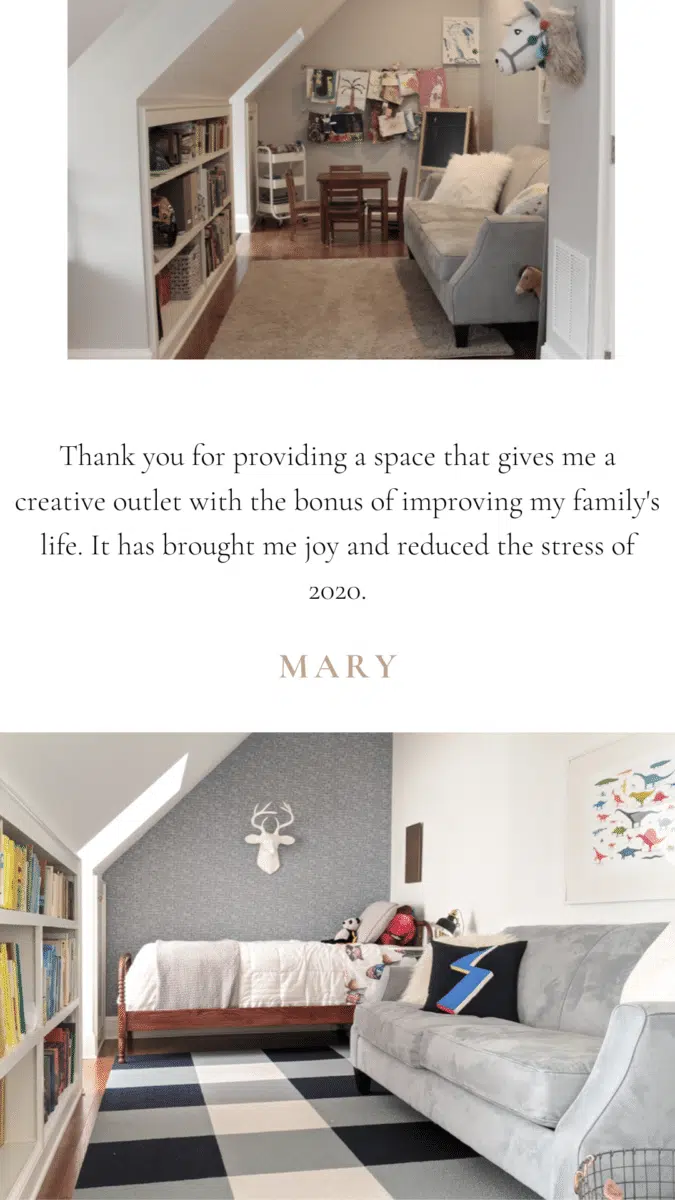 Thank you for providing a space that gives me a
creative outlet with the bonus of improving my family's
life. It has brought me joy and reduced the stress of
2020.
MARY